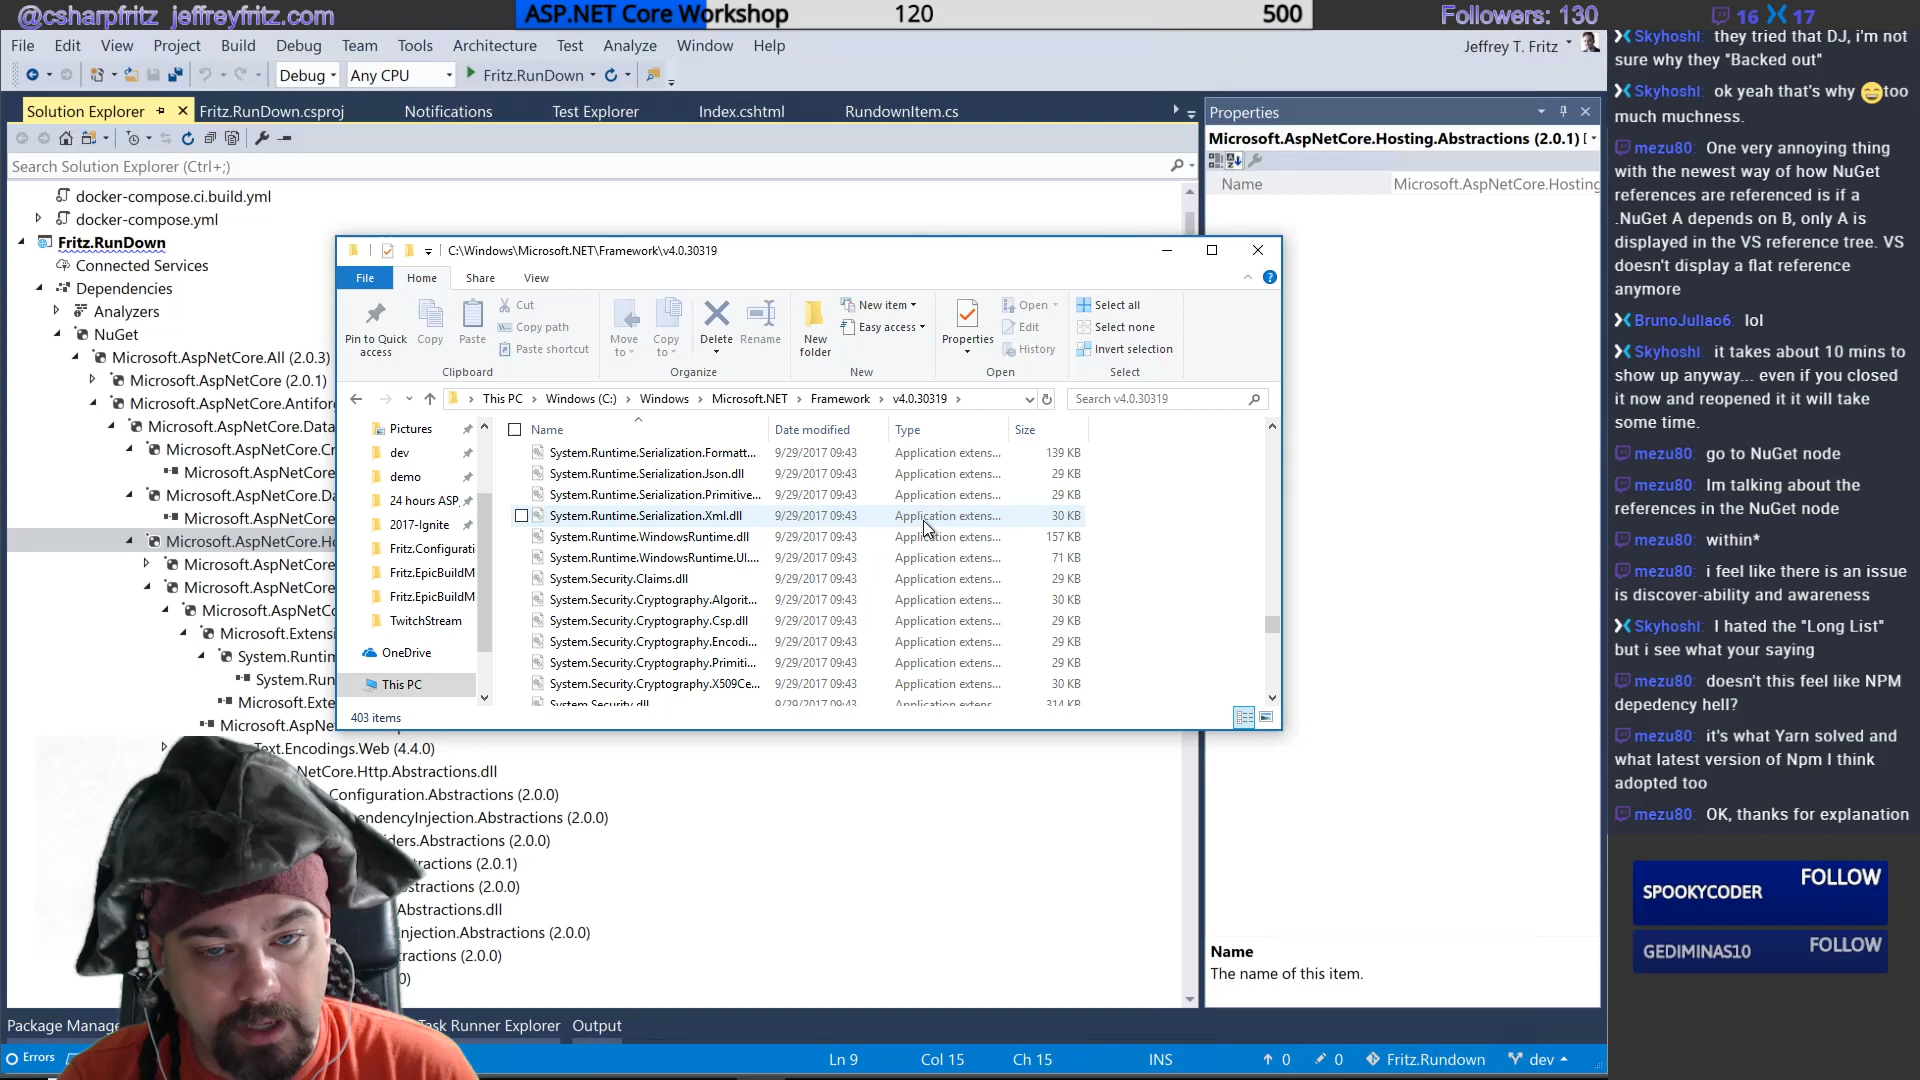 @csharpfritz jeffreyfritz.com
ASP.NET Core Workshop 120 500
Followers: 130
16 17
File Edit View Project Build Debug Team Tools Architecture Test Analyze Window Help
Jeffrey T. Fritz
Debug Any CPU Fritz.RunDown
Solution Explorer Fritz.RunDown.csproj Notifications Test Explorer Index.cshtml RundownItem.cs
Search Solution Explorer (Ctrl+;)
docker-compose.ci.build.yml
docker-compose.yml
Fritz.RunDown
Connected Services
Dependencies
Analyzers
NuGet
Microsoft.AspNetCore.All (2.0.3)
Microsoft.AspNetCore (2.0.1)
Microsoft.AspNetCore.Antifor
Microsoft.AspNetCore.Data
Microsoft.AspNetCore.Cr
Microsoft.AspNetCore
Microsoft.AspNetCore.Da
Microsoft.AspNetCore
Microsoft.AspNetCore.Ho
Microsoft.AspNetCore
Microsoft.AspNetCore
Microsoft.AspNetC
Microsoft.Extensi
System.Runtim
System.Run
Microsoft.Exte
Microsoft.AspN
Text.Encodings.Web (4.4.0)
NetCore.Http.Abstractions.dll
Configuration.Abstractions (2.0.0)
endencyInjection.Abstractions (2.0.0)
ders.Abstractions (2.0.0)
tractions (2.0.1)
stractions (2.0.0)
Abstractions.dll
njection.Abstractions (2.0.0)
tractions (2.0.0)
0)
C:\Windows\Microsoft.NET\Framework\v4.0.30319
File Home Share View
Pin to Quick access
Copy
Paste
Cut
Copy path
Paste shortcut
Clipboard
Move to
Copy to
Delete
Rename
Organize
New folder
New item
Easy access
New
Properties
Open
Edit
History
Open
Select all
Select none
Invert selection
Select
This PC Windows (C:) Windows Microsoft.NET Framework v4.0.30319
Search v4.0.30319
Pictures
dev
demo
24 hours ASP.
2017-Ignite
Fritz.Configurati
Fritz.EpicBuildM
Fritz.EpicBuildM
TwitchStream
OneDrive
This PC
Name Date modified Type Size
System.Runtime.Serialization.Formatt... 9/29/2017 09:43 Application extens... 139 KB
System.Runtime.Serialization.Json.dll 9/29/2017 09:43 Application extens... 29 KB
System.Runtime.Serialization.Primitive... 9/29/2017 09:43 Application extens... 29 KB
System.Runtime.Serialization.Xml.dll 9/29/2017 09:43 Application extens... 30 KB
System.Runtime.WindowsRuntime.dll 9/29/2017 09:43 Application extens... 157 KB
System.Runtime.WindowsRuntime.UI.... 9/29/2017 09:43 Application extens... 71 KB
System.Security.Claims.dll 9/29/2017 09:43 Application extens... 29 KB
System.Security.Cryptography.Algorit... 9/29/2017 09:43 Application extens... 30 KB
System.Security.Cryptography.Csp.dll 9/29/2017 09:43 Application extens... 29 KB
System.Security.Cryptography.Encodi... 9/29/2017 09:43 Application extens... 29 KB
System.Security.Cryptography.Primiti... 9/29/2017 09:43 Application extens... 29 KB
System.Security.Cryptography.X509Ce... 9/29/2017 09:43 Application extens... 30 KB
System.Security.dll 9/29/2017 09:43 Application extens... 314 KB
403 items
Properties
Microsoft.AspNetCore.Hosting.Abstractions (2.0.1) [
Name Microsoft.AspNetCore.Hosting
Name
The name of this item.
Skyhoshi: they tried that DJ, i'm not
sure why they "Backed out"
Skyhoshi: ok yeah that's why too
much muchness.
mezu80: One very annoying thing
with the newest way of how NuGet
references are referenced is if a
.NuGet A depends on B, only A is
displayed in the VS reference tree. VS
doesn't display a flat reference
anymore
BrunoJuliao6: lol
Skyhoshi: it takes about 10 mins to
show up anyway... even if you closed
it now and reopened it it will take
some time.
mezu80: go to NuGet node
mezu80: Im talking about the
references in the NuGet node
mezu80: within*
mezu80: i feel like there is an issue
is discover-ability and awareness
Skyhoshi: I hated the "Long List"
but i see what your saying
mezu80: doesn't this feel like NPM
depedency hell?
mezu80: it's what Yarn solved and
what latest version of Npm I think
adopted too
mezu80: OK, thanks for explanation
SPOOKYCODER FOLLOW
GEDIMINAS10 FOLLOW
Package Manage Task Runner Explorer Output
Errors Ln 9 Col 15 Ch 15 INS 0 0 Fritz.Rundown dev